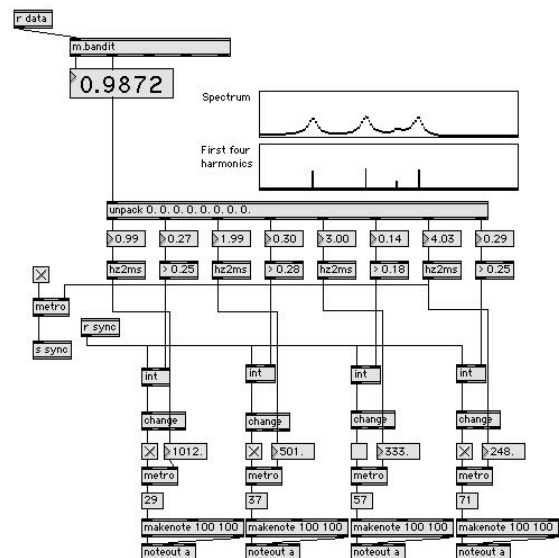 r data
m.bandit
0.9872
Spectrum
First four
harmonics
unpack 0. 0. 0. 0. 0. 0. 0. 0.
0.99 0.27 1.99 0.30 3.00 0.14 4.03 0.29
hz2ms > 0.25 hz2ms > 0.28 hz2ms > 0.18 hz2ms > 0.25
metro
r sync
s sync
int int int int
change change change change
1012. 501. 333. 248.
metro metro metro metro
29 37 57 71
makenote 100 100 makenote 100 100 makenote 100 100 makenote 100 100
noteout a noteout a noteout a noteout a